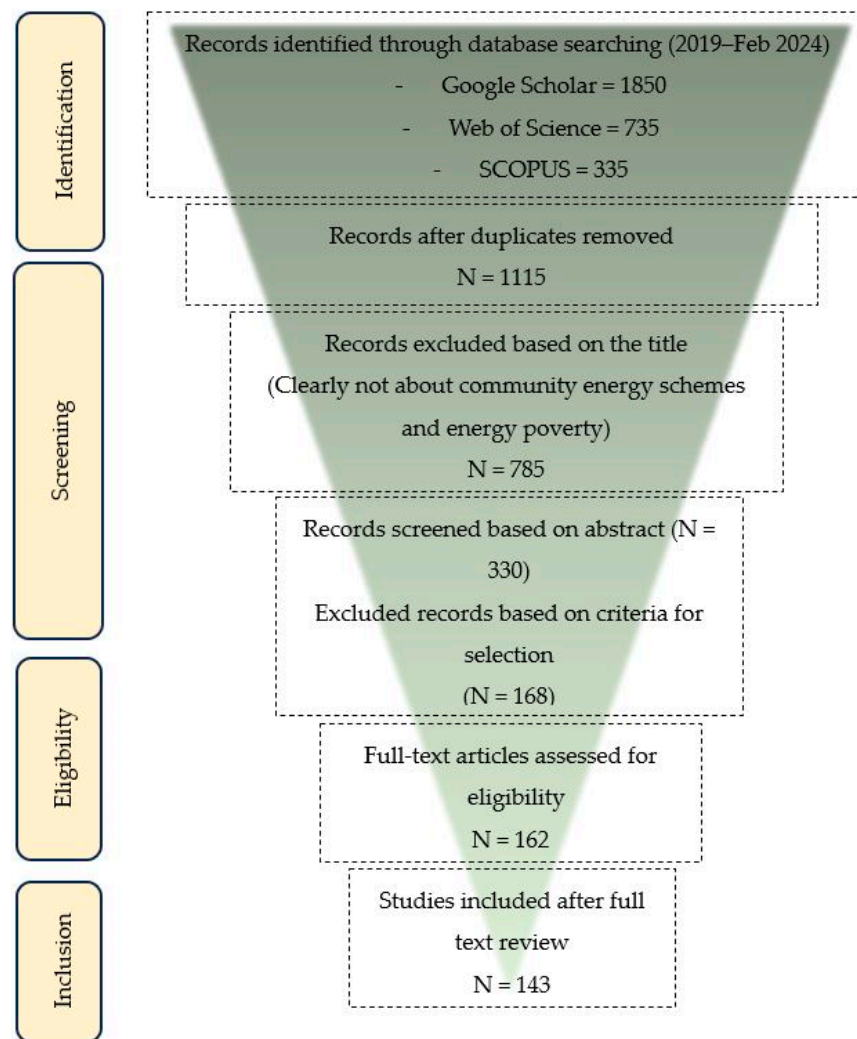 Identification
Records identified through database searching (2019–Feb 2024)
- Google Scholar = 1850
- Web of Science = 735
- SCOPUS = 335
Records after duplicates removed
N = 1115
Screening
Records excluded based on the title
(Clearly not about community energy schemes
and energy poverty)
N = 785
Records screened based on abstract (N =
330)
Excluded records based on criteria for
selection
(N = 168)
Eligibility
Full-text articles assessed for
eligibility
N = 162
Inclusion
Studies included after full
text review
N = 143